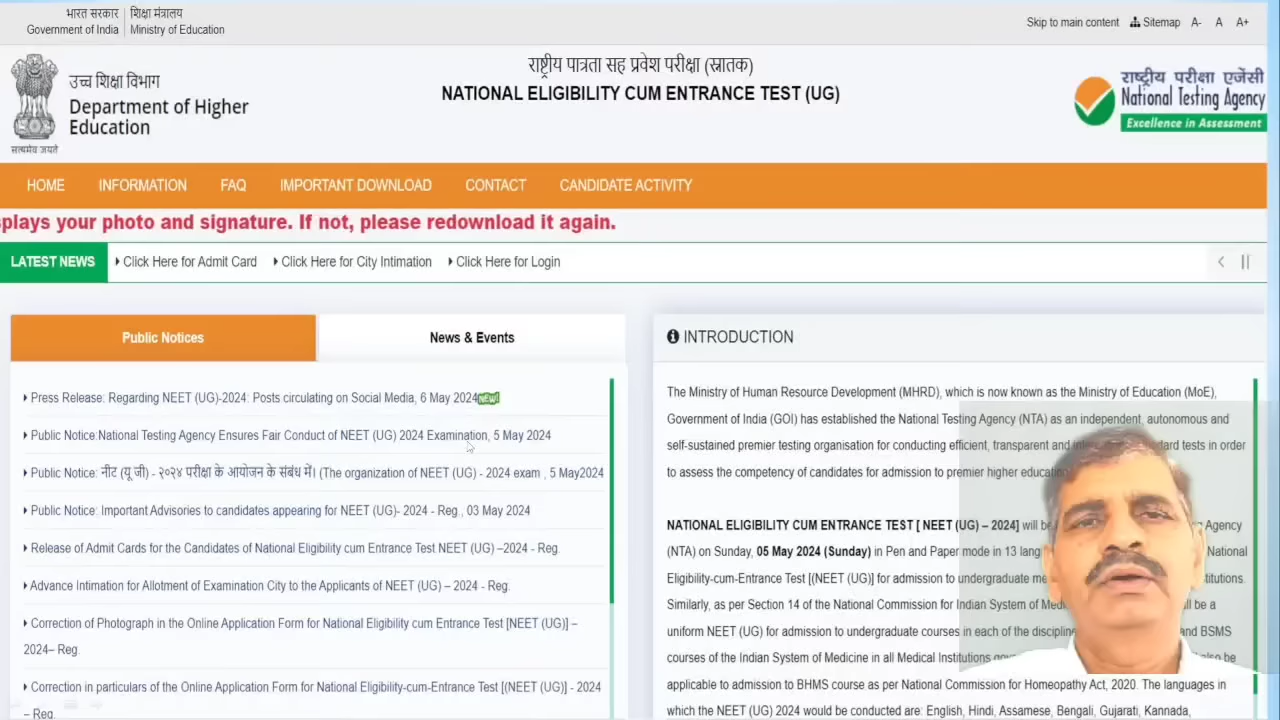 भारत सरकार | शिक्षा मंत्रालय
Government of India | Ministry of Education
Skip to main content Sitemap A- A A+
उच्च शिक्षा विभाग
Department of Higher
Education
सत्यमेव जयते
राष्ट्रीय पात्रता सह प्रवेश परीक्षा (स्नातक)
NATIONAL ELIGIBILITY CUM ENTRANCE TEST (UG)
राष्ट्रीय परीक्षा एजेंसी
National Testing Agency
Excellence in Assessment
HOME INFORMATION FAQ IMPORTANT DOWNLOAD CONTACT CANDIDATE ACTIVITY
splays your photo and signature. If not, please redownload it again.
LATEST NEWS Click Here for Admit Card Click Here for City Intimation Click Here for Login
Public Notices News & Events
Press Release: Regarding NEET (UG)-2024: Posts circulating on Social Media, 6 May 2024 NEW!
Public Notice:National Testing Agency Ensures Fair Conduct of NEET (UG) 2024 Examination, 5 May 2024
Public Notice: नीट (यू जी) - २०२४ परीक्षा के आयोजन के संबंध में। (The organization of NEET (UG) - 2024 exam , 5 May2024
Public Notice: Important Advisories to candidates appearing for NEET (UG)- 2024 - Reg , 03 May 2024
Release of Admit Cards for the Candidates of National Eligibility cum Entrance Test NEET (UG) –2024 - Reg.
Advance Intimation for Allotment of Examination City to the Applicants of NEET (UG) – 2024 - Reg.
Correction of Photograph in the Online Application Form for National Eligibility cum Entrance Test [NEET (UG)] –
2024– Reg.
Correction in particulars of the Online Application Form for National Eligibility-cum-Entrance Test [(NEET (UG)] - 2024
– Reg.
INTRODUCTION
The Ministry of Human Resource Development (MHRD), which is now known as the Ministry of Education (MoE),
Government of India (GOI) has established the National Testing Agency (NTA) as an independent, autonomous and
self-sustained premier testing organisation for conducting efficient, transparent and tests in order
to assess the competency of candidates for admission to premier higher
NATIONAL ELIGIBILITY CUM ENTRANCE TEST [ NEET (UG) – 2024] will Agency
(NTA) on Sunday, 05 May 2024 (Sunday) in Pen and Paper mode in 13 National
Eligibility-cum-Entrance Test [(NEET (UG)] for admission to undergraduate
Similarly, as per Section 14 of the National Commission for Indian System of be a
uniform NEET (UG) for admission to undergraduate courses in each of the and BSMS
courses of the Indian System of Medicine in all Medical Institutions be
applicable to admission to BHMS course as per National Commission for Homeopathy Act, 2020. The languages in
which the NEET (UG) 2024 would be conducted are: English, Hindi, Assamese, Bengali, Gujarati, Kannada,